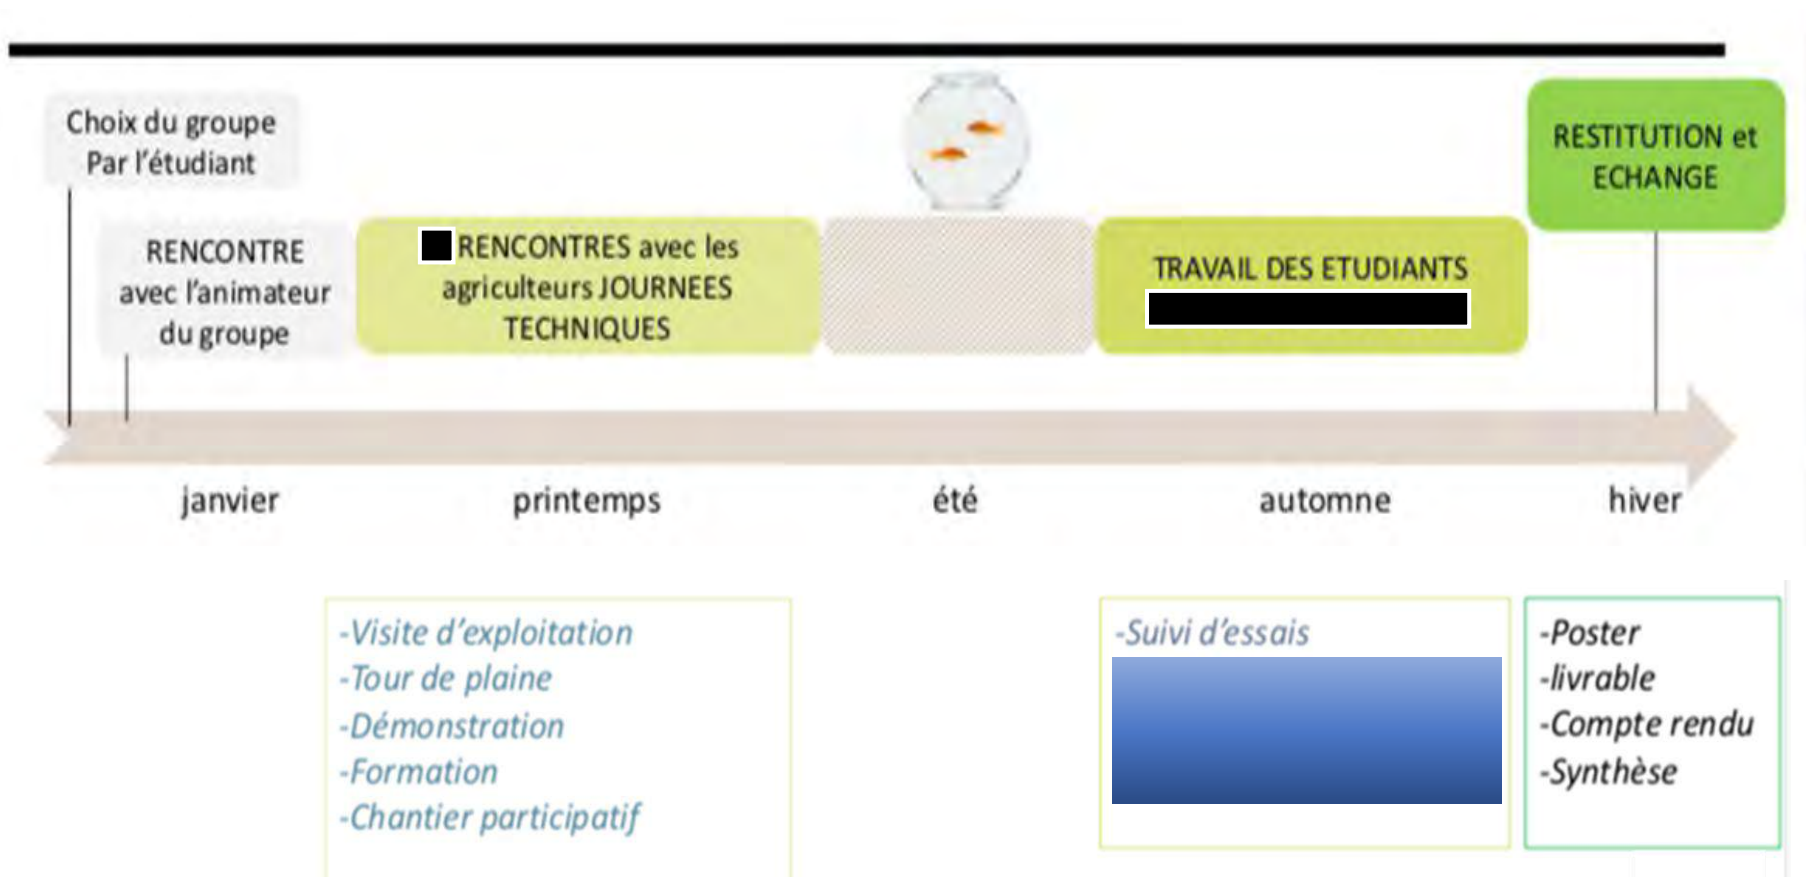 Choix du groupe
Par l'étudiant
RENCONTRE
avec l'animateur
du groupe
RENCONTRES avec les
agriculteurs JOURNEES
TECHNIQUES
TRAVAIL DES ETUDIANTS
RESTITUTION et
ECHANGE
janvier
printemps
été
automne
hiver
-Visite d'exploitation
-Tour de plaine
-Démonstration
-Formation
-Chantier participatif
-Suivi d'essais
-Poster
-livrable
-Compte rendu
-Synthèse